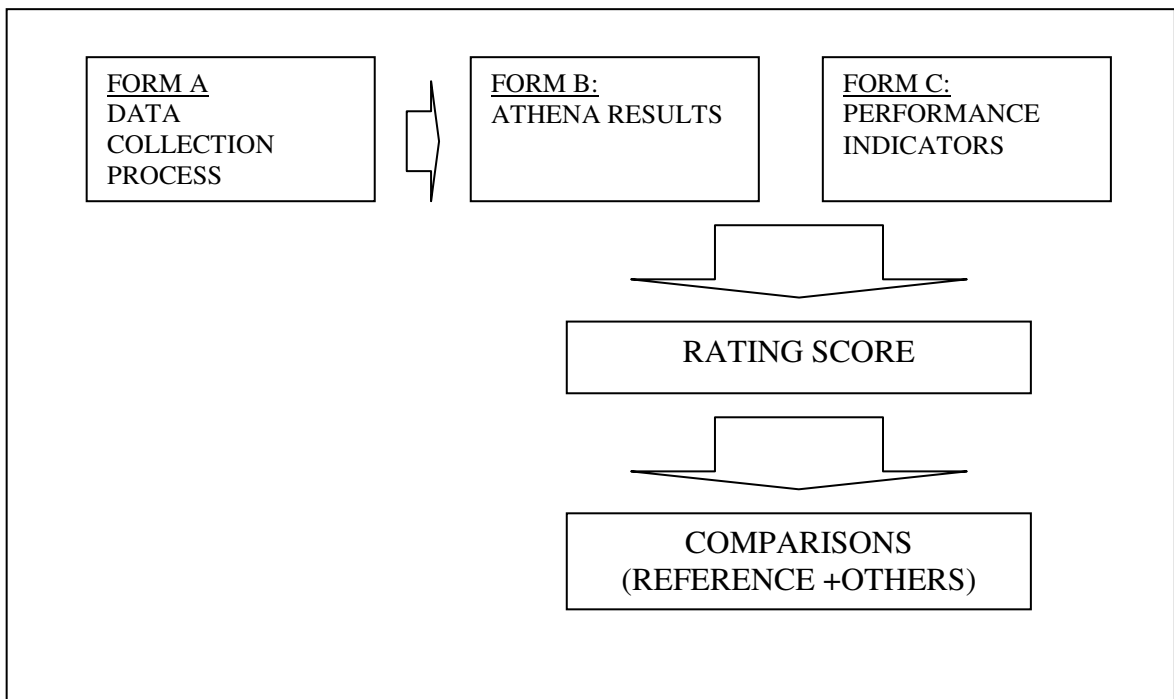 FORM A
DATA
COLLECTION
PROCESS
FORM B:
ATHENA RESULTS
FORM C:
PERFORMANCE
INDICATORS
RATING SCORE
COMPARISONS
(REFERENCE +OTHERS)